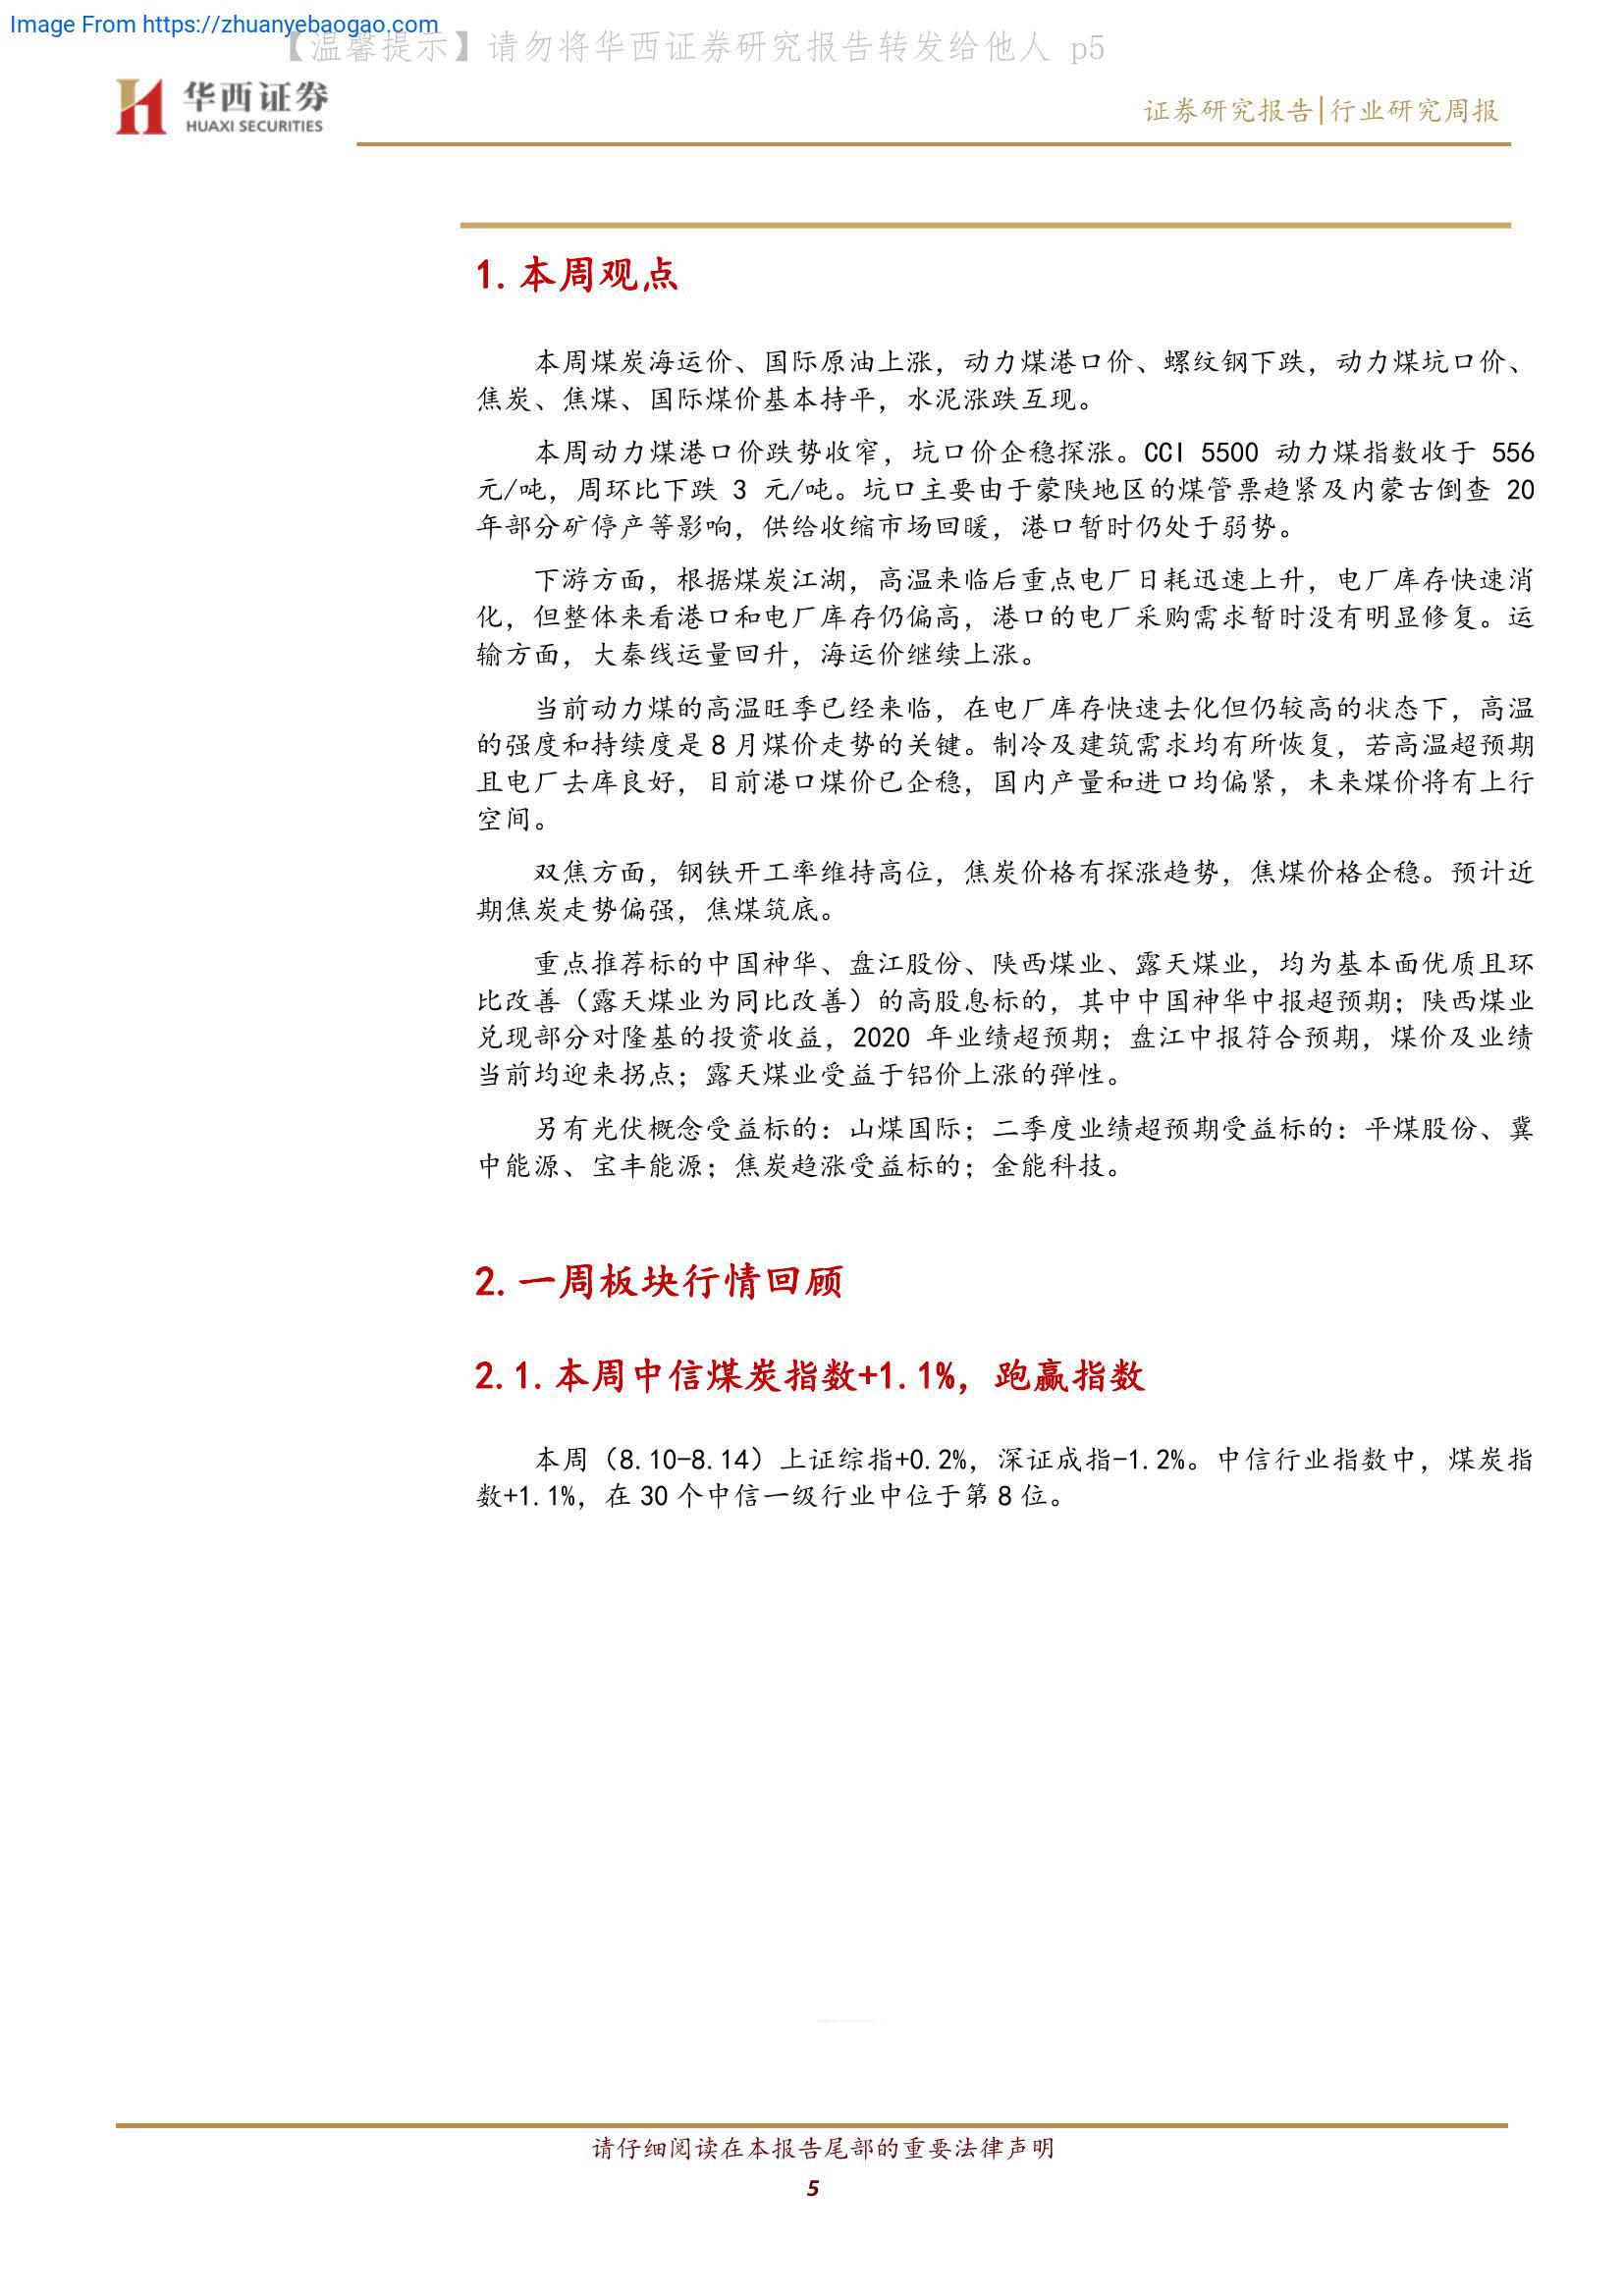 Image From https://zhuanyebaogao.com
【温馨提示】请勿将华西证券研究报告转发给他人 p5
华西证券
HUAXI SECURITIES
证券研究报告|行业研究周报
1. 本周观点
本周煤炭海运价、国际原油上涨，动力煤港口价、螺纹钢下跌，动力煤坑口价、
焦炭、焦煤、国际煤价基本持平，水泥涨跌互现。
本周动力煤港口价跌势收窄，坑口价企稳探涨。CCI 5500 动力煤指数收于 556
元/吨，周环比下跌 3 元/吨。坑口主要由于蒙陕地区的煤管票趋紧及内蒙古倒查 20
年部分矿停产等影响，供给收缩市场回暖，港口暂时仍处于弱势。
下游方面，根据煤炭江湖，高温来临后重点电厂日耗迅速上升，电厂库存快速消
化，但整体来看港口和电厂库存仍偏高，港口的电厂采购需求暂时没有明显修复。运
输方面，大秦线运量回升，海运价继续上涨。
当前动力煤的高温旺季已经来临，在电厂库存快速去化但仍较高的状态下，高温
的强度和持续度是 8 月煤价走势的关键。制冷及建筑需求均有所恢复，若高温超预期
且电厂去库良好，目前港口煤价已企稳，国内产量和进口均偏紧，未来煤价将有上行
空间。
双焦方面，钢铁开工率维持高位，焦炭价格有探涨趋势，焦煤价格企稳。预计近
期焦炭走势偏强，焦煤筑底。
重点推荐标的中国神华、盘江股份、陕西煤业、露天煤业，均为基本面优质且环
比改善（露天煤业为同比改善）的高股息标的，其中中国神华中报超预期；陕西煤业
兑现部分对隆基的投资收益，2020 年业绩超预期；盘江中报符合预期，煤价及业绩
当前均迎来拐点；露天煤业受益于铝价上涨的弹性。
另有光伏概念受益标的：山煤国际；二季度业绩超预期受益标的：平煤股份、冀
中能源、宝丰能源；焦炭趋涨受益标的；金能科技。
2. 一周板块行情回顾
2.1. 本周中信煤炭指数+1.1%，跑赢指数
本周（8.10-8.14）上证综指+0.2%，深证成指-1.2%。中信行业指数中，煤炭指
数+1.1%，在 30 个中信一级行业中位于第 8 位。
请仔细阅读在本报告尾部的重要法律声明
5